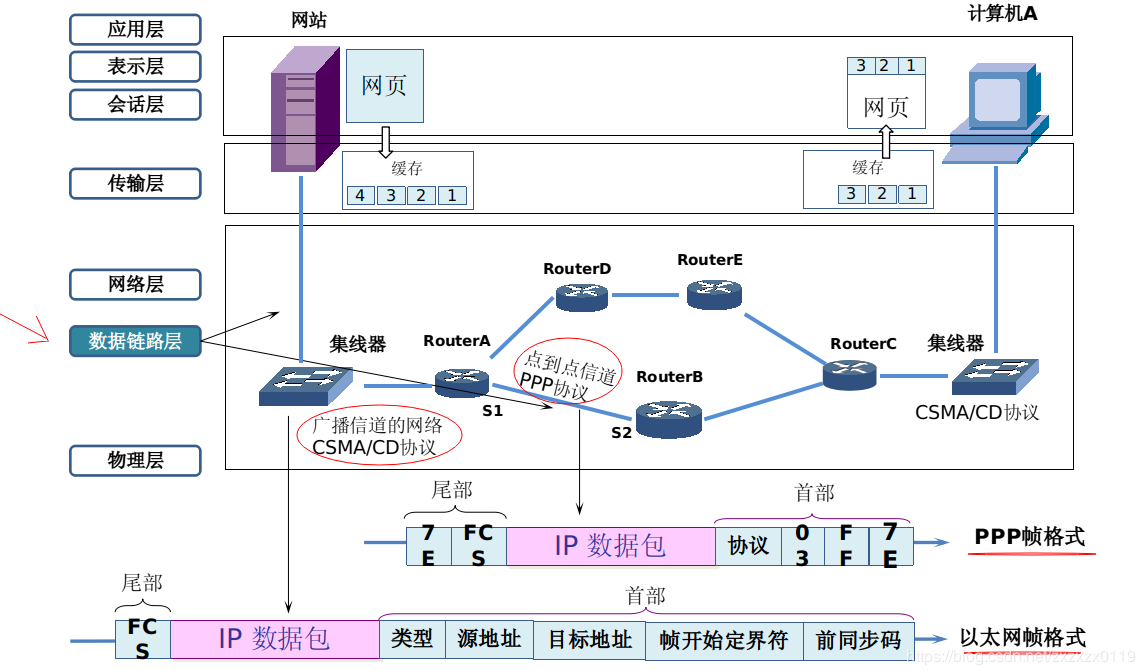 应用层
表示层
会话层
传输层
网络层
数据链路层
物理层
网站
网页
缓存
4 3 2 1
计算机A
3 2 1
网页
缓存
3 2 1
RouterD
RouterE
RouterA
RouterB
RouterC
集线器
集线器
S1
S2
点到点信道
PPP协议
广播信道的网络
CSMA/CD协议
CSMA/CD协议
尾部
首部
7E FCS IP 数据包 协议 03 FF 7E
PPP帧格式
尾部
首部
FCS IP 数据包 类型 源地址 目标地址 帧开始定界符 前同步码
以太网帧格式